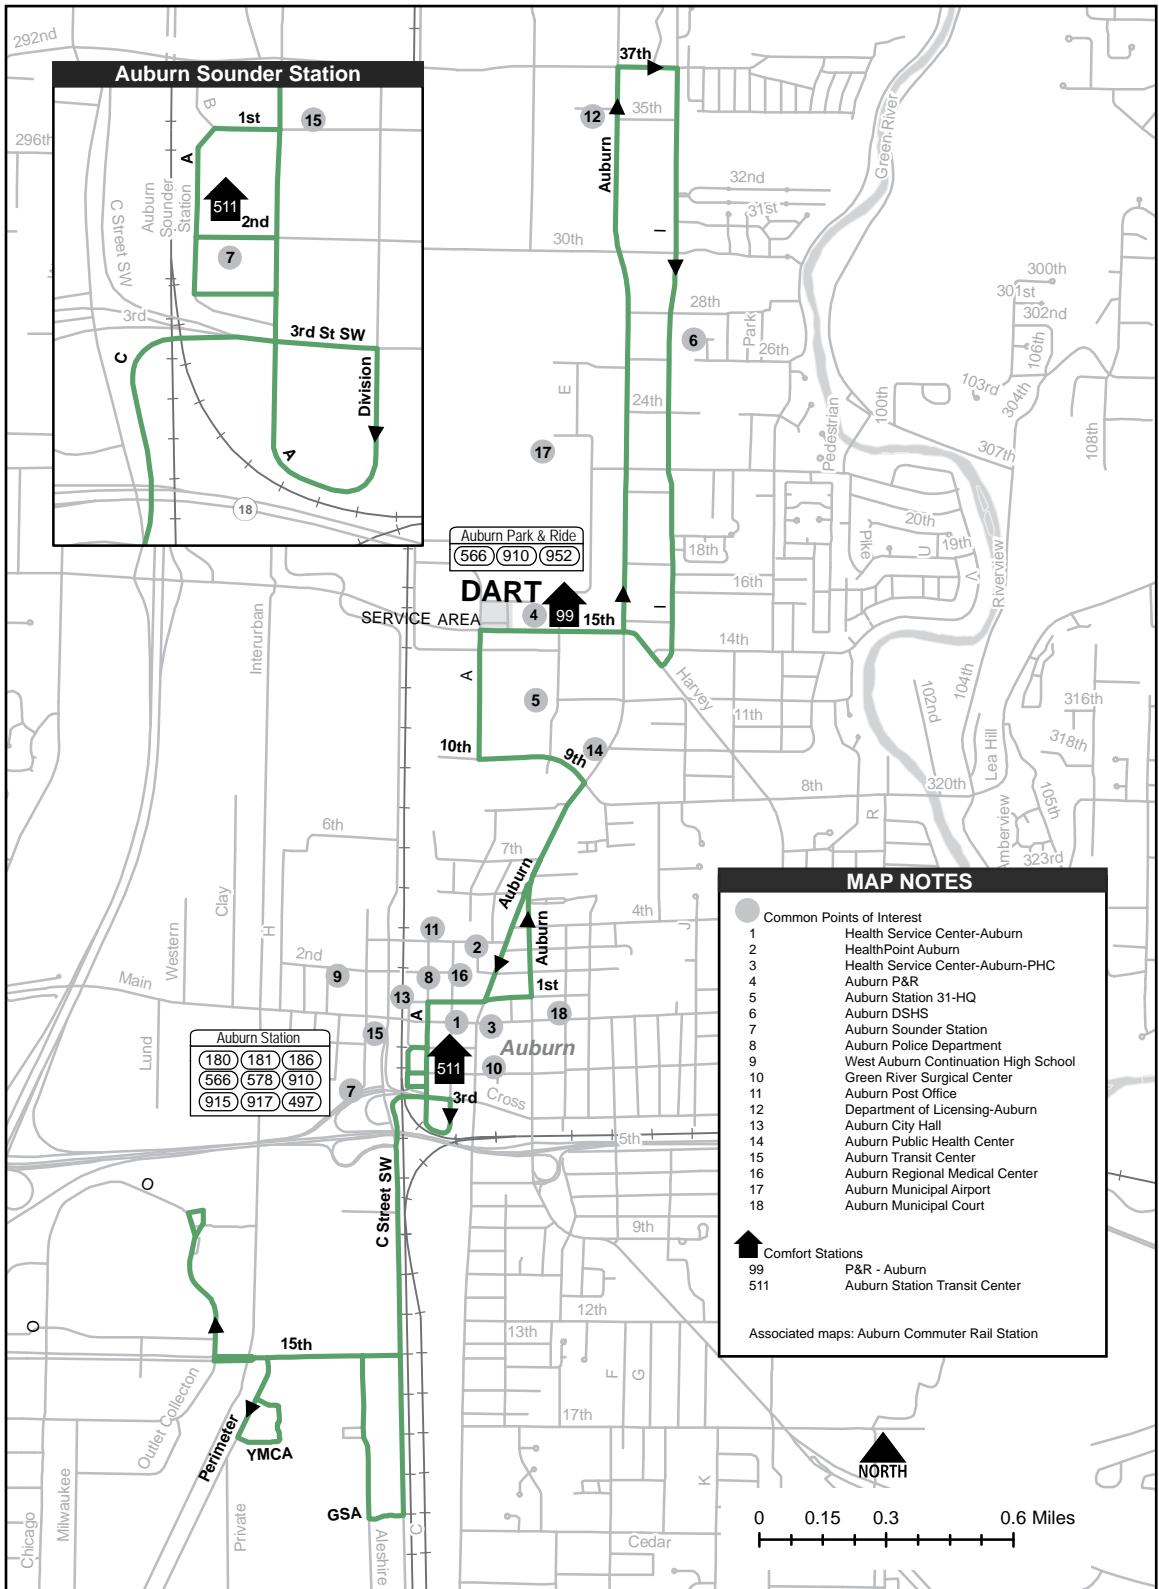 292nd
37th
Auburn Sounder Station
B
1st
15
296th
A
Auburn
Sounder
Station
C Street SW
511
2nd
7
3rd
3rd St SW
C
Division
A
18
12
35th
Auburn
Green River
32nd
31st
I
30th
300th
301st
302nd
106th
28th
Park
6
26th
E
24th
103rd
304th
100th
Pedestrian
108th
17
307th
Auburn Park & Ride
566 910 952
20th
19th
18th
Pike
U
V
16th
Riverview
DART
SERVICE AREA
4
99
15th
I
14th
Interurban
A
Harvey
104th
102nd
5
11th
316th
10th
14
9th
318th
Lea Hill
8th
320th
105th
Amberview
R
323rd
6th
7th
Auburn
Clay
Western
H
4th
J
Auburn
11
2
2nd
9
8
16
Main
13
1st
A
18
15
1
3
Lund
Auburn
511
10
Auburn Station
180 181 186
566 578 910
915 917 497
7
3rd
Cross
5th
C Street SW
O
9th
O
12th
13th
15th
F
G
Outlet Collecton
17th
Perimeter
YMCA
K
GSA
Chicago
Milwaukee
Private
Aleshire
C
Cedar
MAP NOTES
Common Points of Interest
1 Health Service Center-Auburn
2 HealthPoint Auburn
3 Health Service Center-Auburn-PHC
4 Auburn P&R
5 Auburn Station 31-HQ
6 Auburn DSHS
7 Auburn Sounder Station
8 Auburn Police Department
9 West Auburn Continuation High School
10 Green River Surgical Center
11 Auburn Post Office
12 Department of Licensing-Auburn
13 Auburn City Hall
14 Auburn Public Health Center
15 Auburn Transit Center
16 Auburn Regional Medical Center
17 Auburn Municipal Airport
18 Auburn Municipal Court
Comfort Stations
99 P&R - Auburn
511 Auburn Station Transit Center
Associated maps: Auburn Commuter Rail Station
NORTH
0 0.15 0.3 0.6 Miles